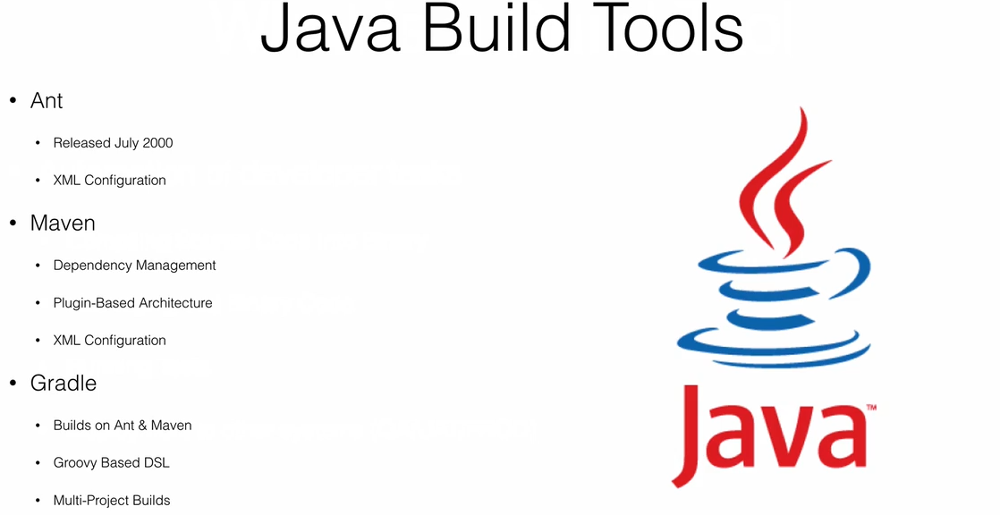 Java Build Tools
• Ant
• Released July 2000
• XML Configuration
• Maven
• Dependency Management
• Plugin-Based Architecture
• XML Configuration
• Gradle
• Builds on Ant & Maven
• Groovy Based DSL
• Multi-Project Builds
Java™